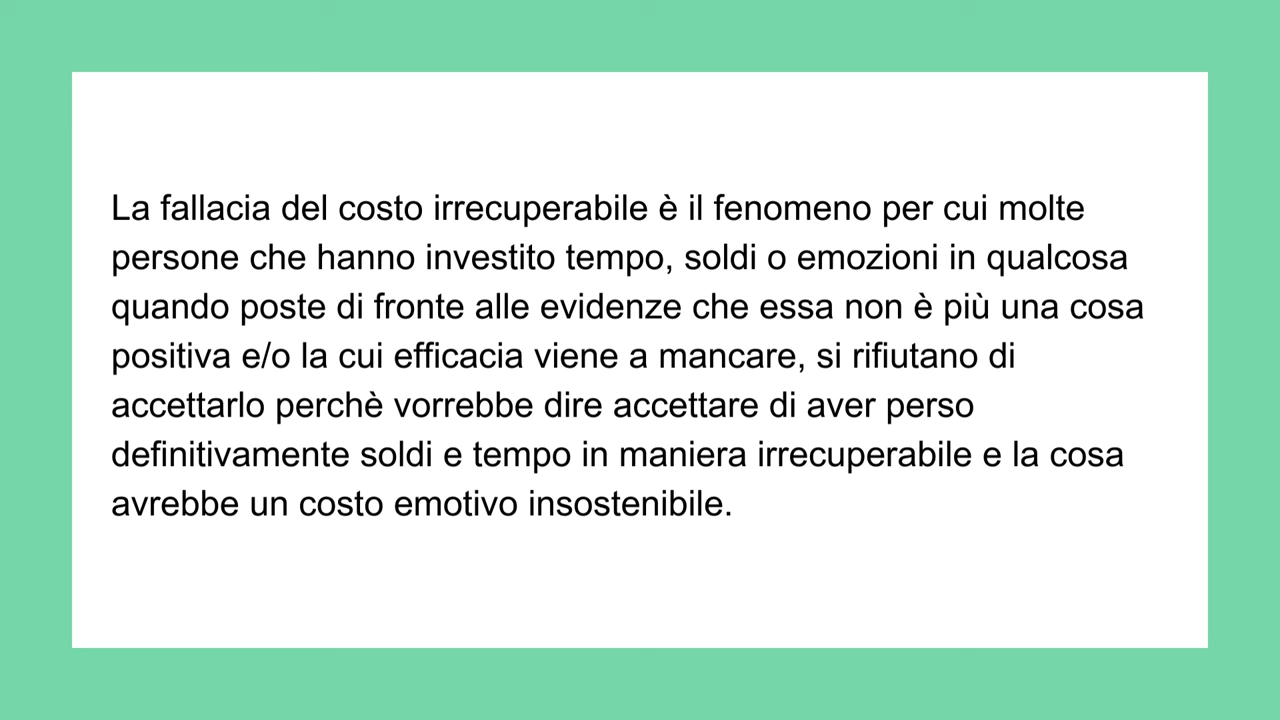 La fallacia del costo irrecuperabile è il fenomeno per cui molte
persone che hanno investito tempo, soldi o emozioni in qualcosa
quando poste di fronte alle evidenze che essa non è più una cosa
positiva e/o la cui efficacia viene a mancare, si rifiutano di
accettarlo perchè vorrebbe dire accettare di aver perso
definitivamente soldi e tempo in maniera irrecuperabile e la cosa
avrebbe un costo emotivo insostenibile.